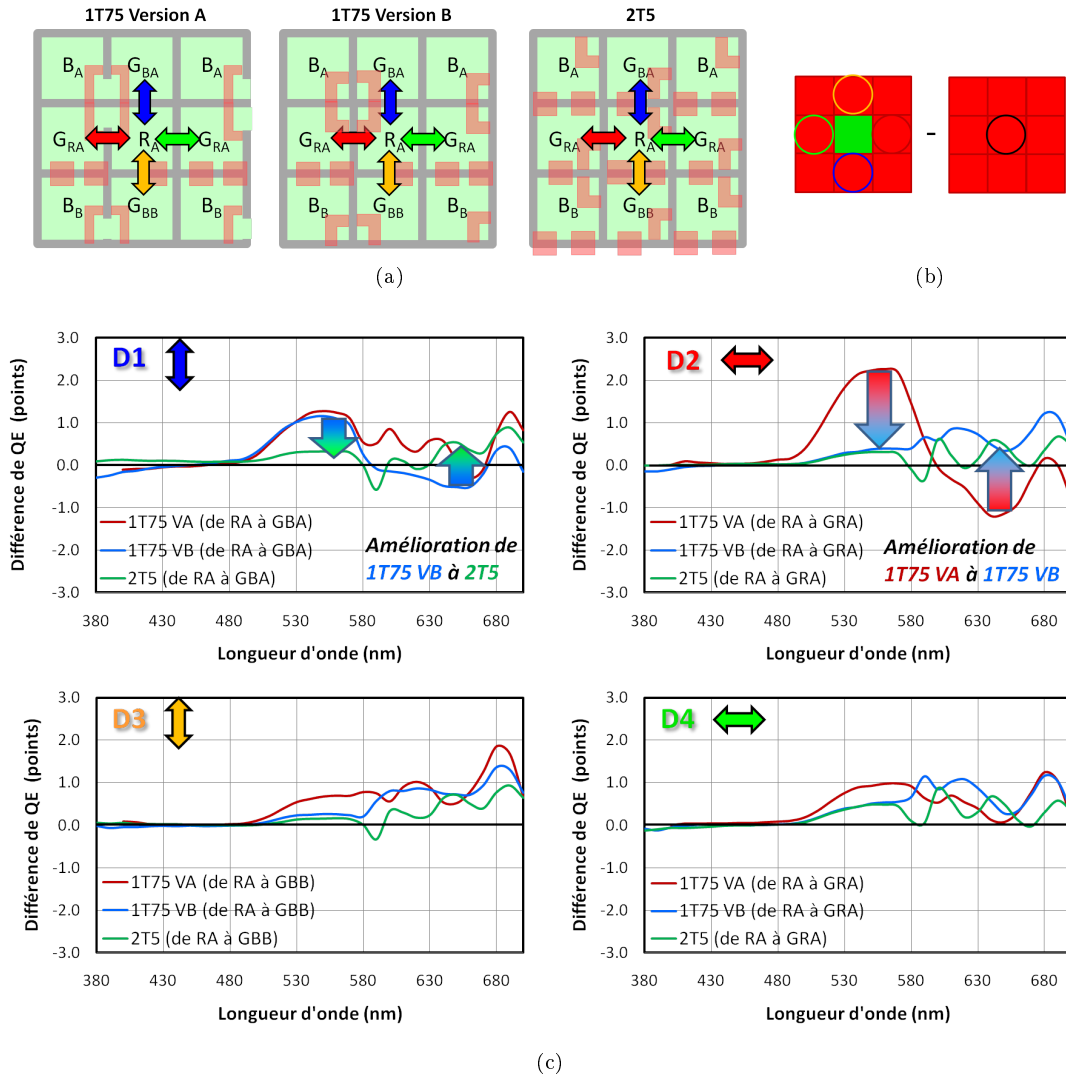 1T75 Version A
1T75 Version B
2T5
B_A G_BA B_A
G_RA R_A G_RA
B_B G_BB B_B
B_A G_BA B_A
G_RA R_A G_RA
B_B G_BB B_B
B_A G_BA B_A
G_RA R_A G_RA
B_B G_BB B_B
-
(a)
(b)
Différence de QE (points)
3.0
2.0
1.0
0.0
-1.0
-2.0
-3.0
D1
1T75 VA (de RA à GBA)
1T75 VB (de RA à GBA)
2T5 (de RA à GBA)
Amélioration de
1T75 VB à 2T5
380 430 480 530 580 630 680
Longueur d'onde (nm)
Différence de QE (points)
3.0
2.0
1.0
0.0
-1.0
-2.0
-3.0
D2
1T75 VA (de RA à GRA)
1T75 VB (de RA à GRA)
2T5 (de RA à GRA)
Amélioration de
1T75 VA à 1T75 VB
380 430 480 530 580 630 680
Longueur d'onde (nm)
Différence de QE (points)
3.0
2.0
1.0
0.0
-1.0
-2.0
-3.0
D3
1T75 VA (de RA à GBB)
1T75 VB (de RA à GBB)
2T5 (de RA à GBB)
380 430 480 530 580 630 680
Longueur d'onde (nm)
Différence de QE (points)
3.0
2.0
1.0
0.0
-1.0
-2.0
-3.0
D4
1T75 VA (de RA à GRA)
1T75 VB (de RA à GRA)
2T5 (de RA à GRA)
380 430 480 530 580 630 680
Longueur d'onde (nm)
(c)